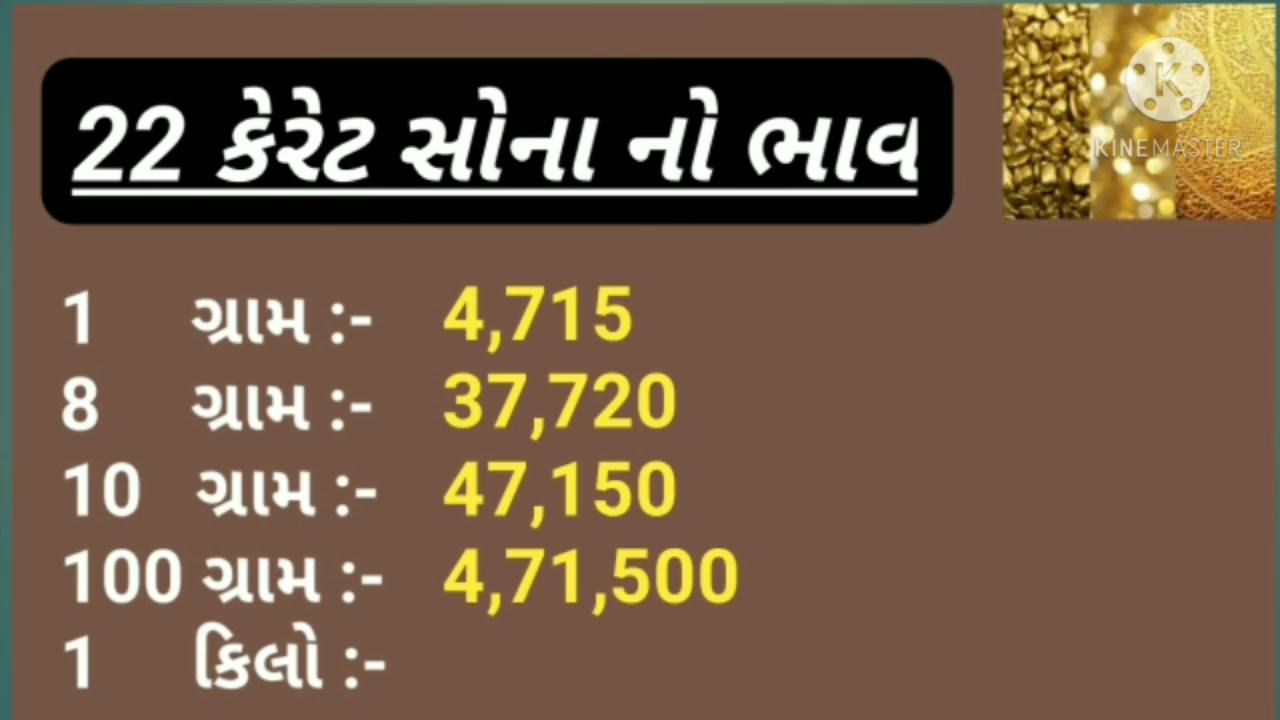 22 કેરેટ સોના નો ભાવ
KINEMASTER
1 ગ્રામ :- 4,715
8 ગ્રામ :- 37,720
10 ગ્રામ :- 47,150
100 ગ્રામ :- 4,71,500
1 કિલો :-